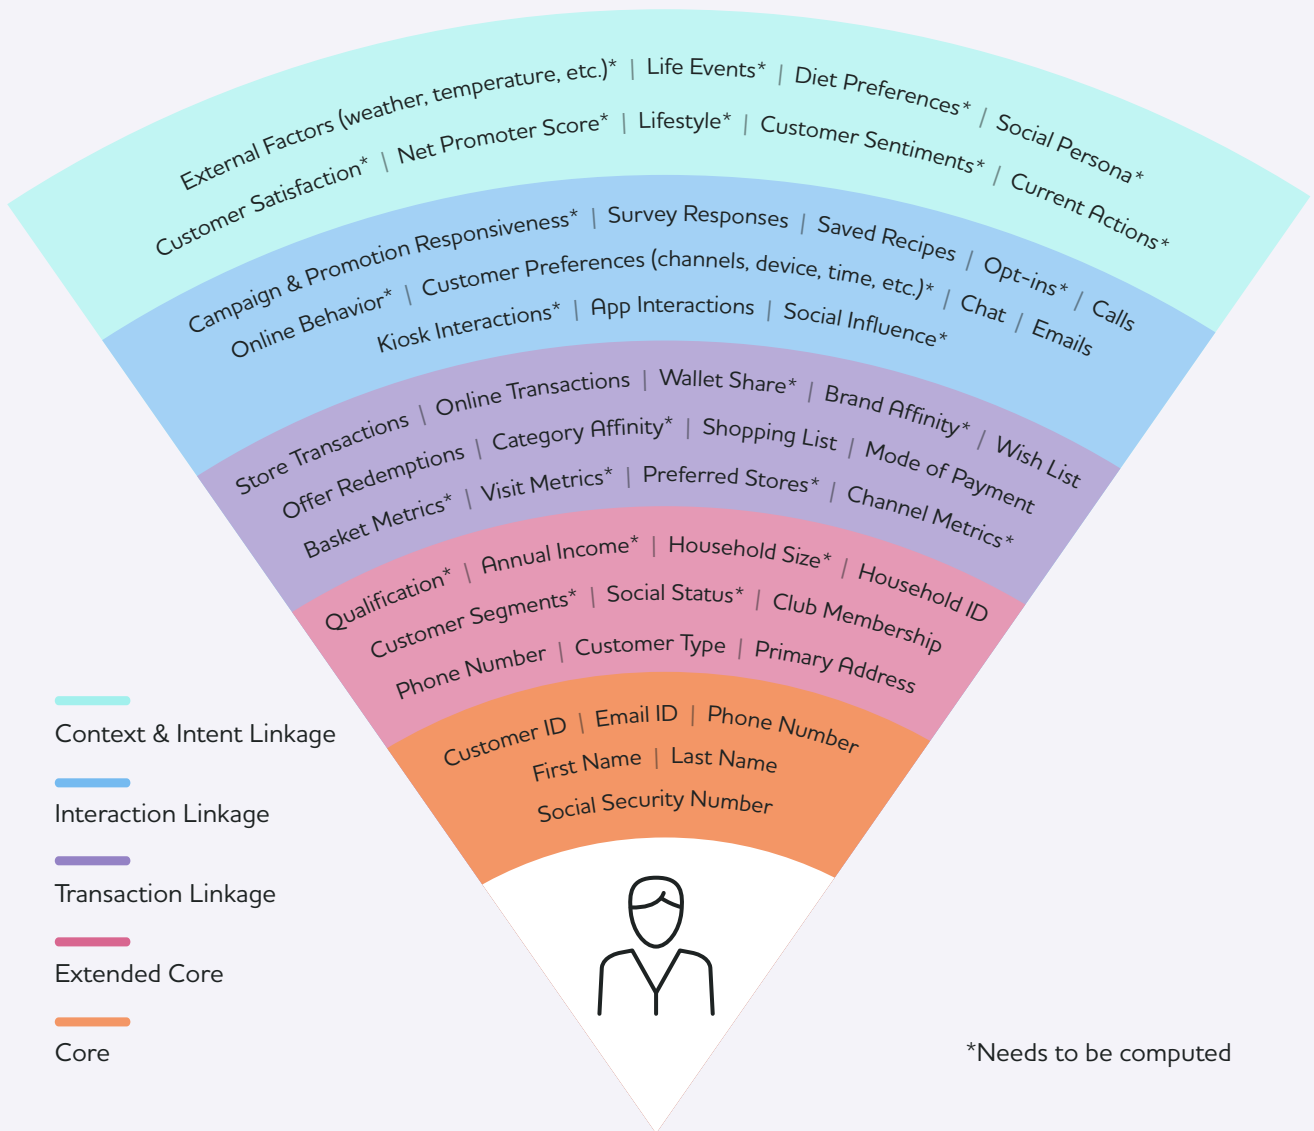 External Factors (weather, temperature, etc.)* | Life Events* | Diet Preferences* | Social Persona*
Customer Satisfaction* | Net Promoter Score* | Lifestyle* | Customer Sentiments* | Current Actions*
Campaign & Promotion Responsiveness* | Survey Responses | Saved Recipes | Opt-ins* | Calls
Online Behavior* | Customer Preferences (channels, device, time, etc.)* | Chat | Emails
Kiosk Interactions* | App Interactions | Social Influence*
Store Transactions | Online Transactions | Wallet Share* | Brand Affinity* | Wish List
Offer Redemptions | Category Affinity* | Shopping List | Mode of Payment
Basket Metrics* | Visit Metrics* | Preferred Stores* | Channel Metrics*
Qualification* | Annual Income* | Household Size* | Household ID
Customer Segments* | Social Status* | Club Membership
Phone Number | Customer Type | Primary Address
Customer ID | Email ID | Phone Number
First Name | Last Name
Social Security Number
Context & Intent Linkage
Interaction Linkage
Transaction Linkage
Extended Core
Core
*Needs to be computed